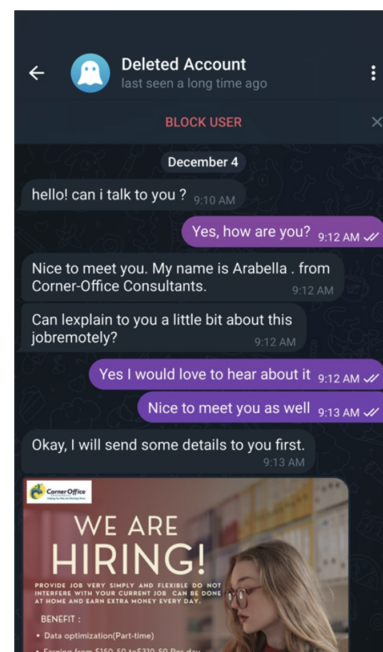 Deleted Account
last seen a long time ago
BLOCK USER
December 4
hello! can i talk to you ? 9:10 AM
Yes, how are you? 9:12 AM
Nice to meet you. My name is Arabella . from
Corner-Office Consultants. 9:12 AM
Can Iexplain to you a little bit about this
jobremotely? 9:12 AM
Yes I would love to hear about it 9:12 AM
Nice to meet you as well 9:13 AM
Okay, I will send some details to you first.
9:13 AM
CornerOffice
WE ARE
HIRING!
PROVIDE JOB VERY SIMPLY AND FLEXIBLE DO NOT
INTERFERE WITH YOUR CURRENT JOB CAN BE DONE
AT HOME AND EARN EXTRA MONEY EVERY DAY.
BENEFIT :
• Data optimization(Part-time)